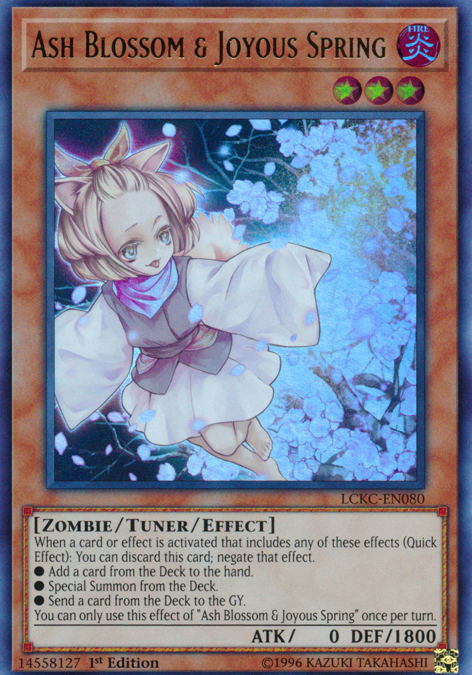 Ash Blossom & Joyous Spring
FIRE
炎
LCKC-EN080
[Zombie/Tuner/Effect]
When a card or effect is activated that includes any of these effects (Quick
Effect): You can discard this card; negate that effect.
● Add a card from the Deck to the hand.
● Special Summon from the Deck.
● Send a card from the Deck to the GY.
You can only use this effect of "Ash Blossom & Joyous Spring" once per turn.
ATK/ 0 DEF/1800
14558127 1st Edition ©1996 KAZUKI TAKAHASHI